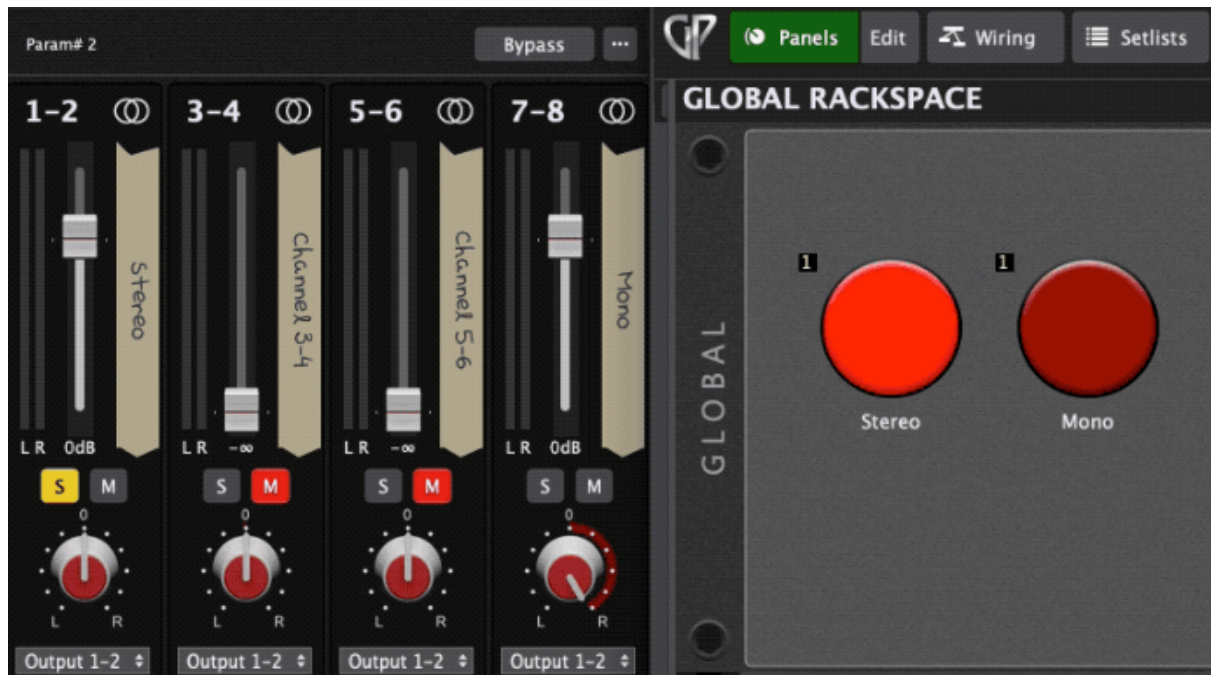 Param# 2
Bypass
...
GP
Panels
Edit
Wiring
Setlists
1-2
3-4
5-6
7-8
GLOBAL RACKSPACE
Stereo
Channel 3-4
Channel 5-6
Mono
1
1
GLOBAL
Stereo
Mono
L R 0dB
L R -∞
L R -∞
L R 0dB
S M
S M
S M
S M
0
0
0
0
L R
L R
L R
L R
Output 1-2
Output 1-2
Output 1-2
Output 1-2